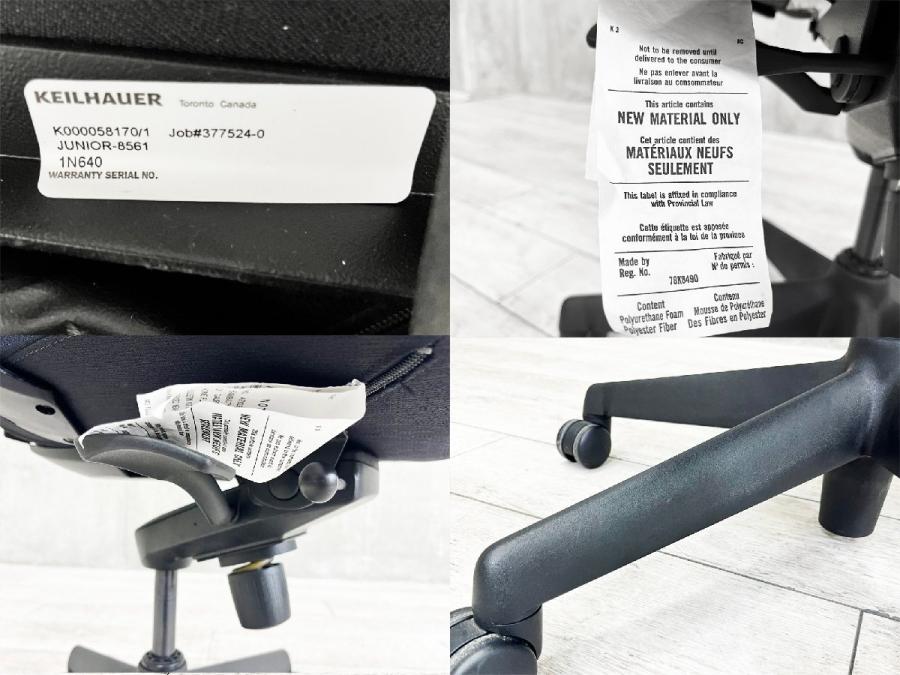 KEILHAUER Toronto Canada
K000058170/1 Job#377524-0
JUNIOR-8561
1N640
WARRANTY SERIAL NO.
Not to be removed until
delivered to the consumer
Ne pas enlever avant la
livraison au consommateur
This article contains
NEW MATERIAL ONLY
Cet article contient des
MATÉRIAUX NEUFS
SEULEMENT
This label is affixed in compliance
with Provincial Law
Cette étiquette est apposée
conformément à la loi de la province
Made by Fabriqué par
Reg. No. Nº de permis :
78K8490
Content Contenu
Polyurethane Foam Mousse de Polyuréthane
Polyester Fiber Des Fibres en Polyester
NEW MATERIAL ONLY